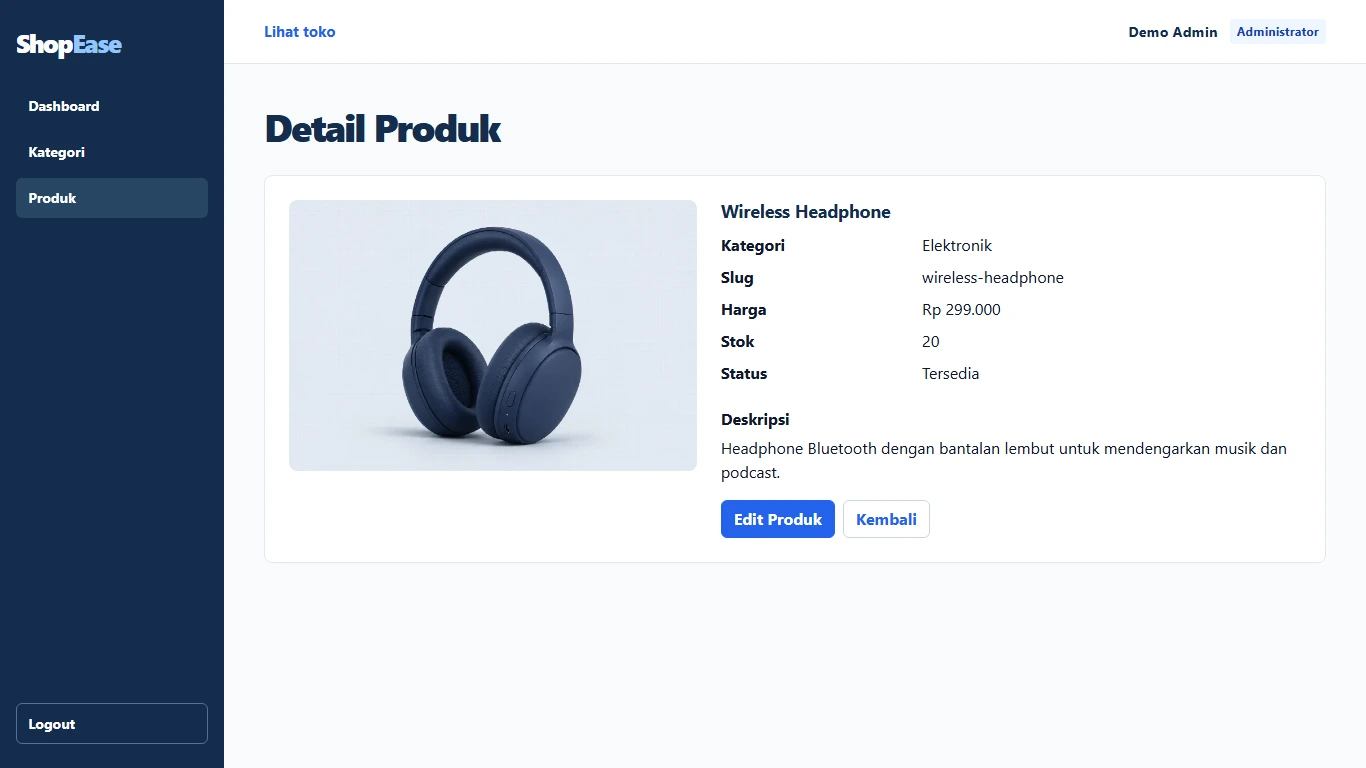 ShopEase
Dashboard
Kategori
Produk
Logout
Lihat toko
Demo Admin Administrator
Detail Produk
Wireless Headphone
Kategori Elektronik
Slug wireless-headphone
Harga Rp 299.000
Stok 20
Status Tersedia
Deskripsi
Headphone Bluetooth dengan bantalan lembut untuk mendengarkan musik dan
podcast.
Edit Produk Kembali